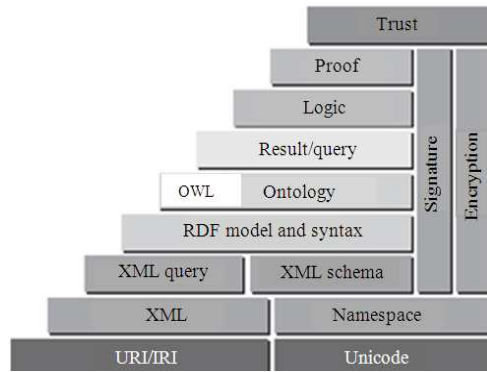 Trust
Proof
Logic
Result/query
OWL Ontology
RDF model and syntax
XML query XML schema
XML Namespace
URI/IRI Unicode
Signature
Encryption